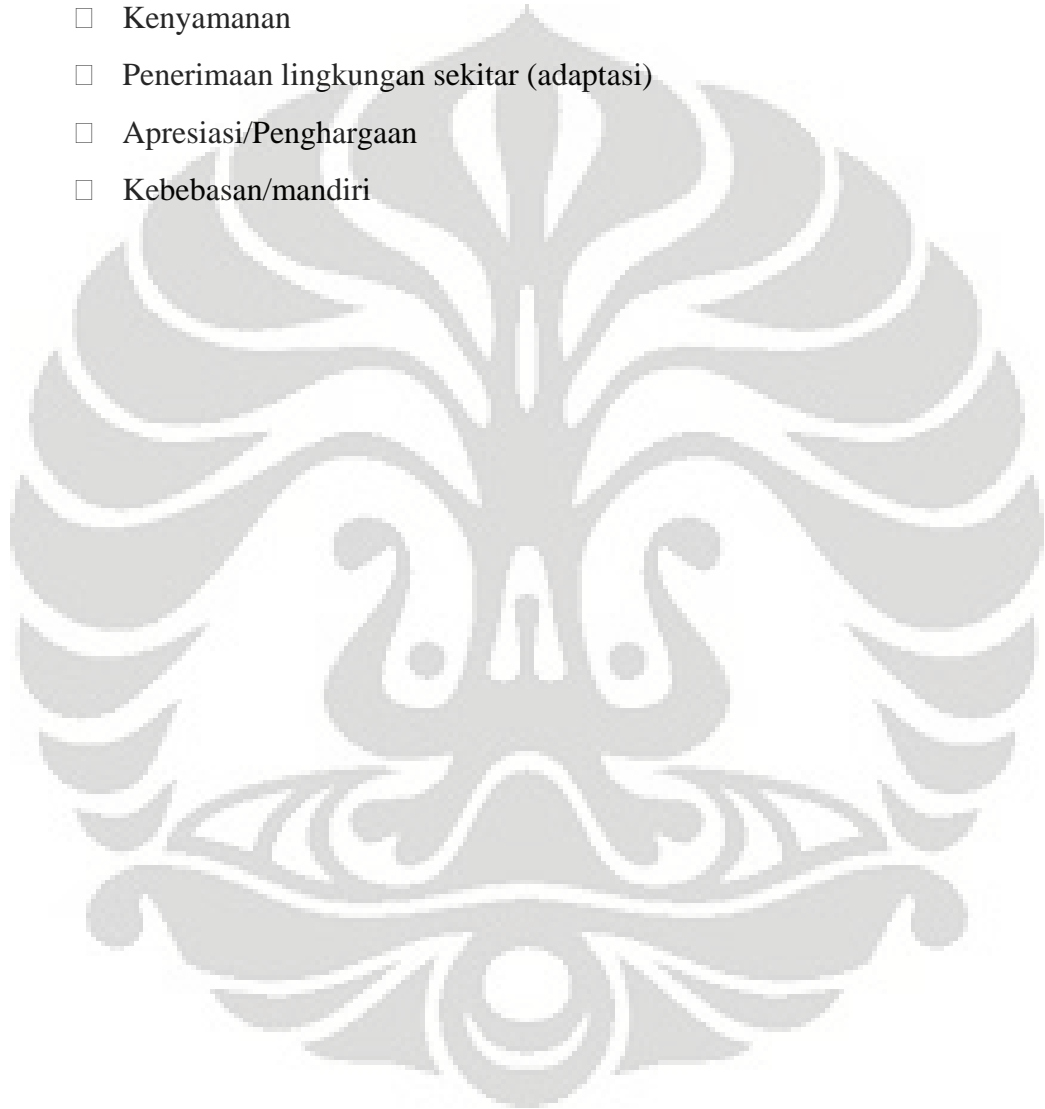 □ Kenyamanan
□ Penerimaan lingkungan sekitar (adaptasi)
□ Apresiasi/Penghargaan
□ Kebebasan/mandiri